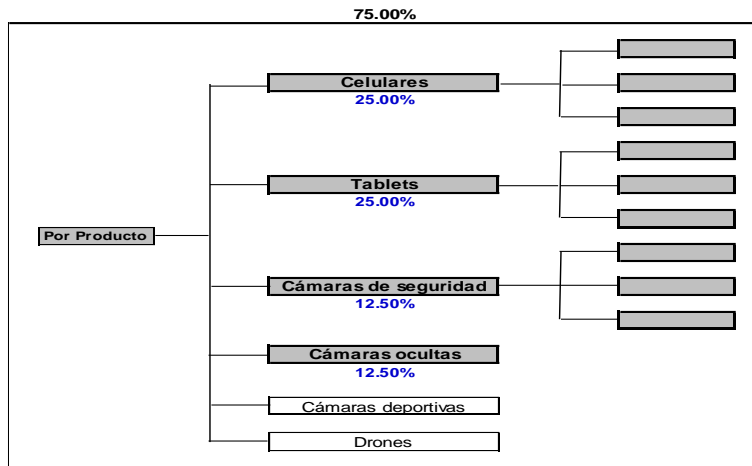 75.00%
Celulares
25.00%
Tablets
25.00%
Por Producto
Cámaras de seguridad
12.50%
Cámaras ocultas
12.50%
Cámaras deportivas
Drones